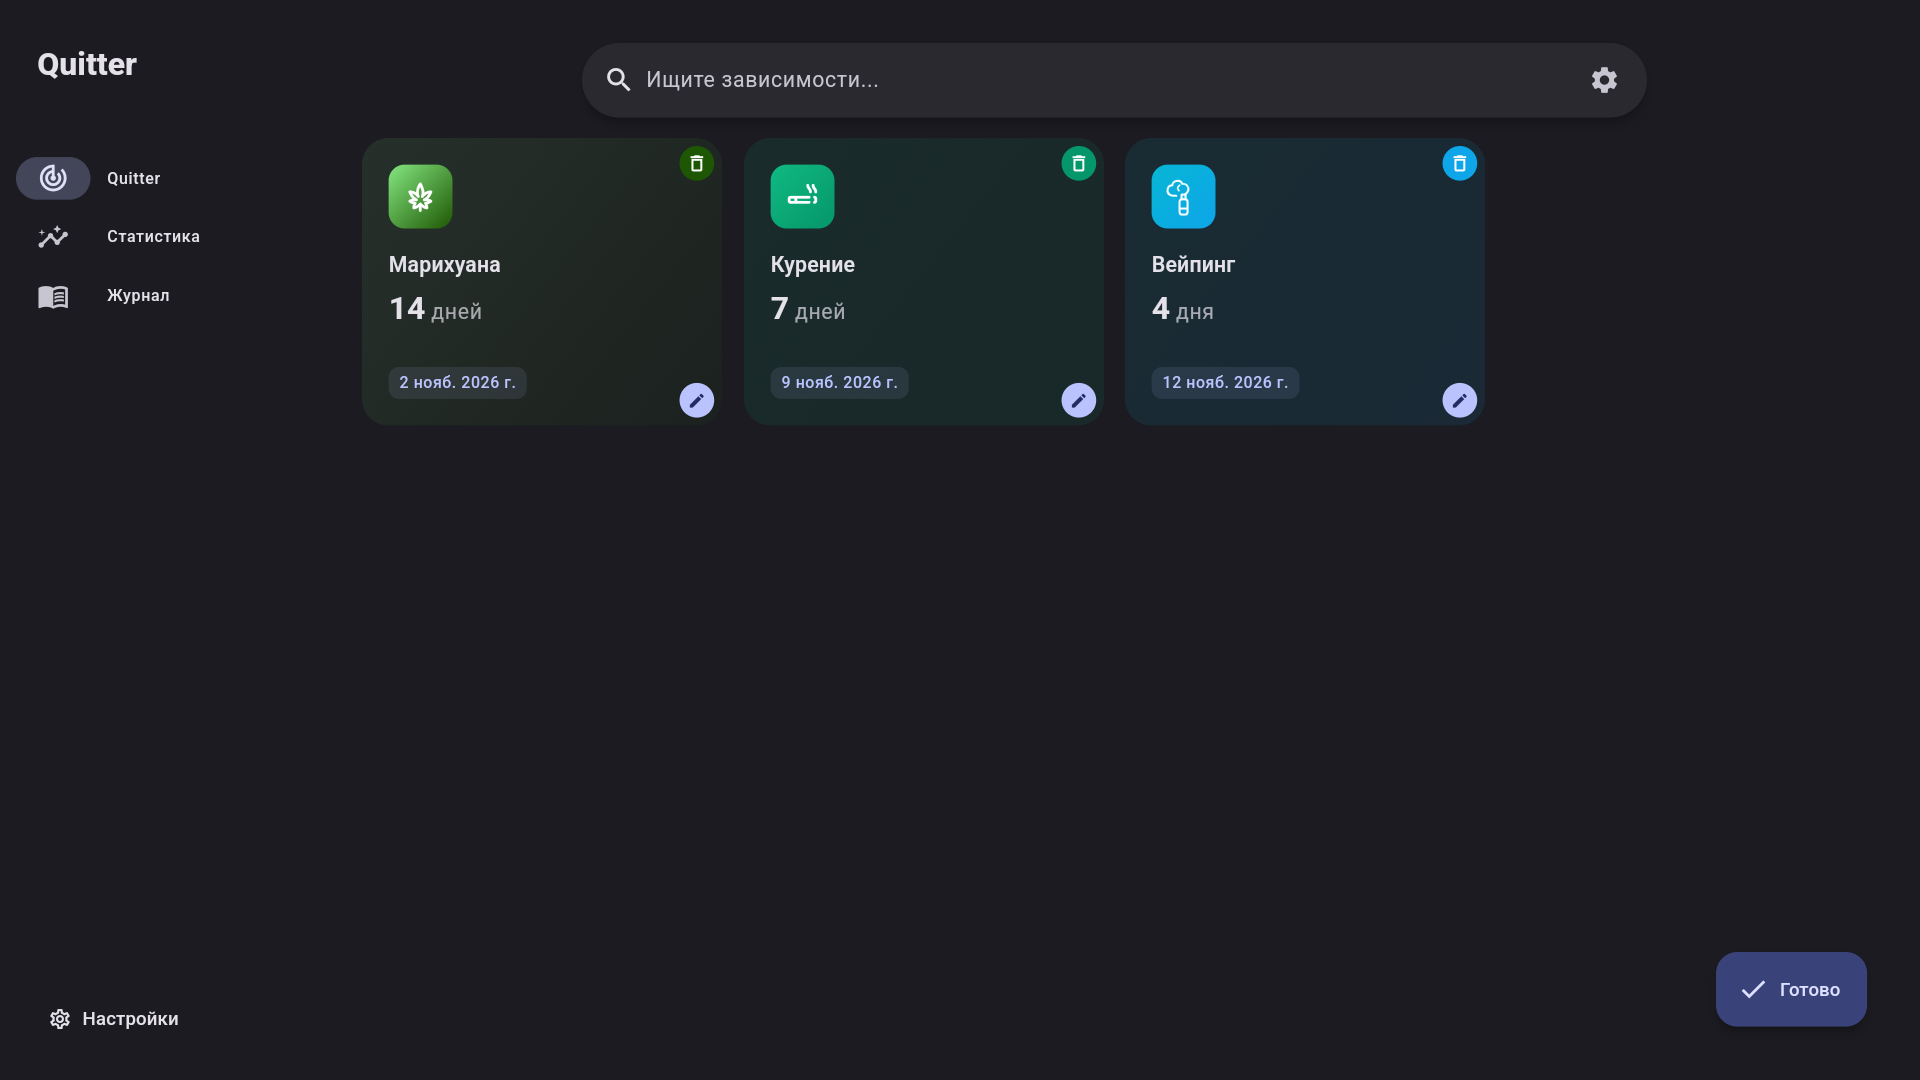 Quitter
Ищите зависимости...
Quitter
Статистика
Журнал
Марихуана
14 дней
2 нояб. 2026 г.
Курение
7 дней
9 нояб. 2026 г.
Вейпинг
4 дня
12 нояб. 2026 г.
Настройки
Готово